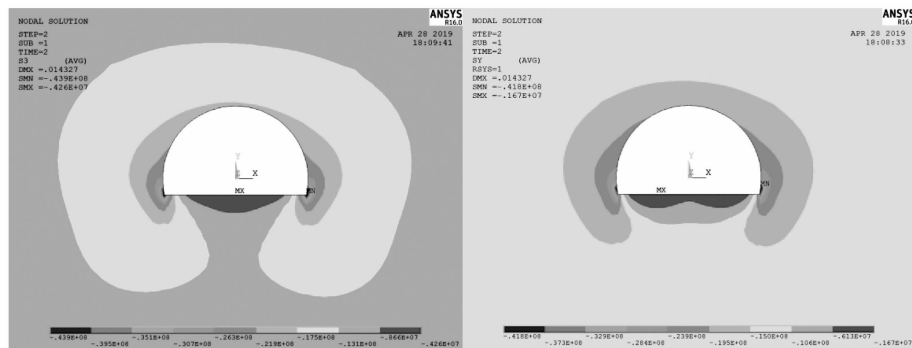 NODAL SOLUTION
STEP=2
SUB =1
TIME=2
S3 (AVG)
DMX =.014327
SMN =-.439E+08
SMX =-.426E+07
ANSYS
R16.0
APR 28 2019
18:09:41
Y
Z X
MX
MN
-.439E+08 -.351E+08 -.263E+08 -.175E+08 -.866E+07
-.395E+08 -.307E+08 -.219E+08 -.131E+08 -.426E+07
NODAL SOLUTION
STEP=2
SUB =1
TIME=2
SY (AVG)
RSYS=1
DMX =.014327
SMN =-.418E+08
SMX =-.167E+07
ANSYS
R16.0
APR 28 2019
18:08:33
Y
Z X
MX
MN
-.418E+08 -.329E+08 -.239E+08 -.150E+08 -.613E+07
-.373E+08 -.284E+08 -.195E+08 -.106E+08 -.167E+07